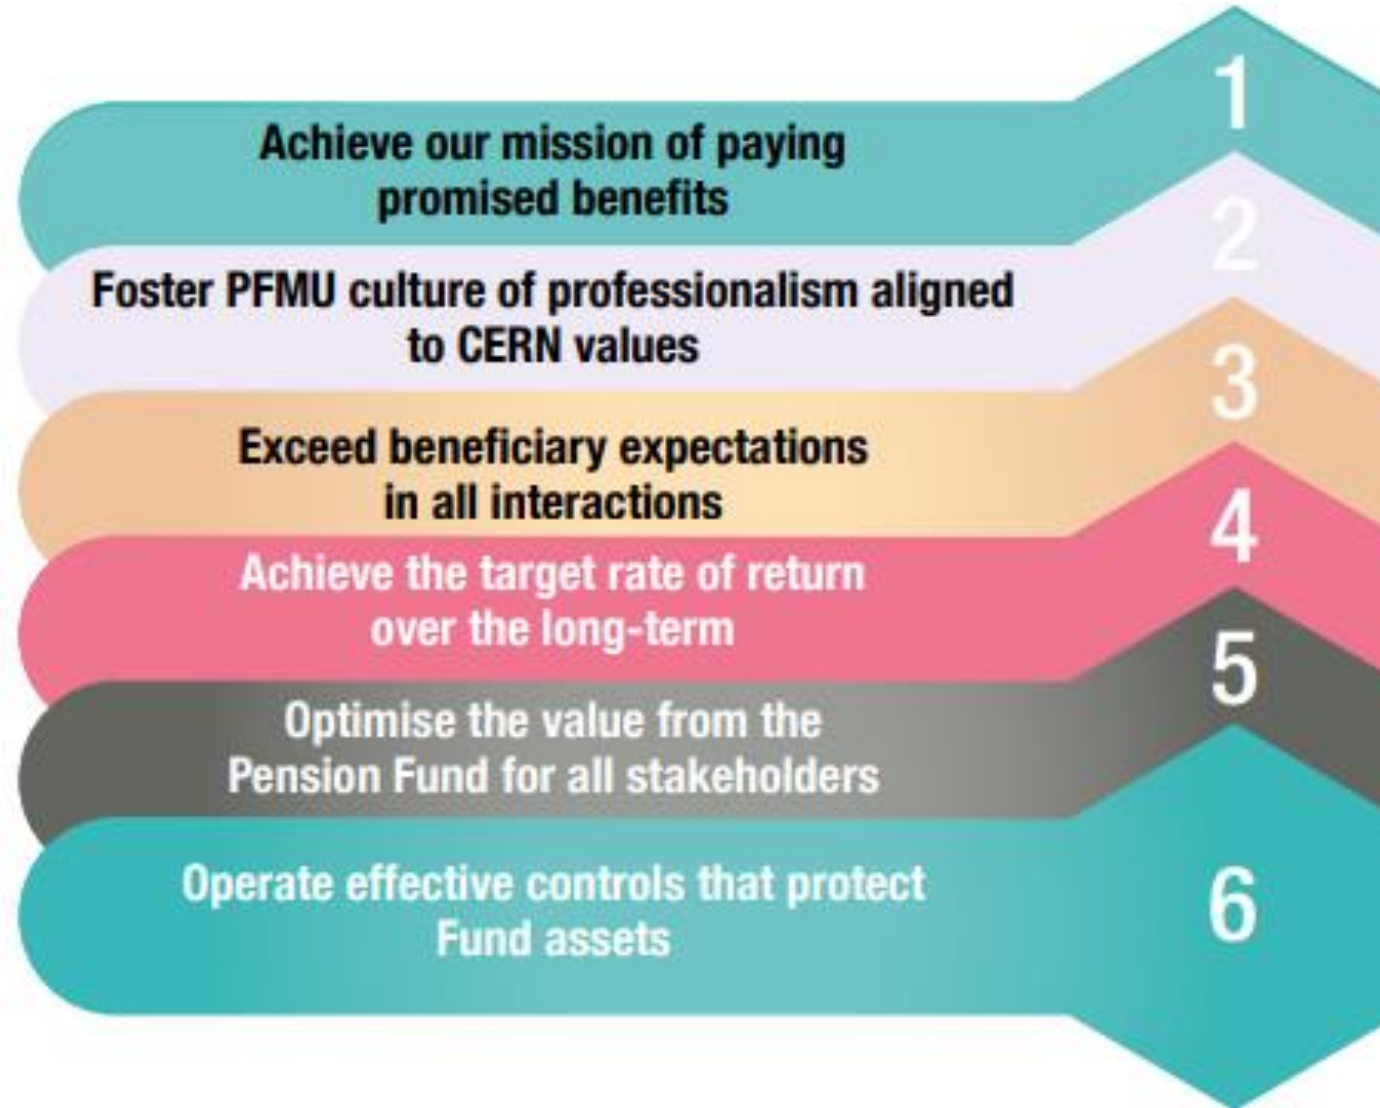 1
Achieve our mission of paying
promised benefits
2
Foster PFMU culture of professionalism aligned
to CERN values
3
Exceed beneficiary expectations
in all interactions
4
Achieve the target rate of return
over the long-term
5
Optimise the value from the
Pension Fund for all stakeholders
6
Operate effective controls that protect
Fund assets